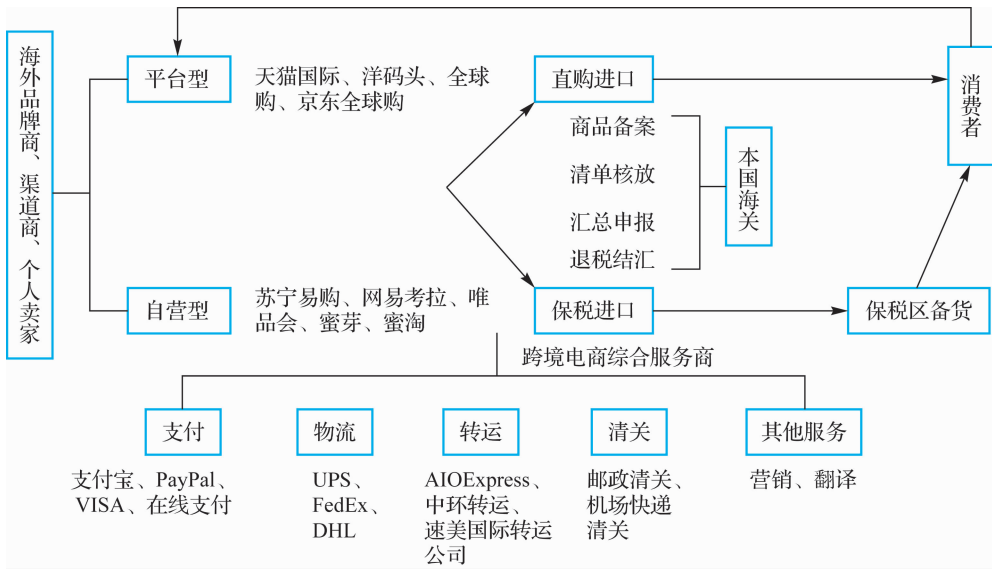 海外品牌商、渠道商、个人卖家
平台型
天猫国际、洋码头、全球
购、京东全球购
直购进口
消费者
商品备案
清单核放
汇总申报
退税结汇
本国海关
自营型
苏宁易购、网易考拉、唯
品会、蜜芽、蜜淘
保税进口
保税区备货
跨境电商综合服务商
支付
物流
转运
清关
其他服务
支付宝、PayPal、
VISA、在线支付
UPS、
FedEx、
DHL
AIOExpress、
中环转运、
速美国际转运
公司
邮政清关、
机场快递
清关
营销、翻译